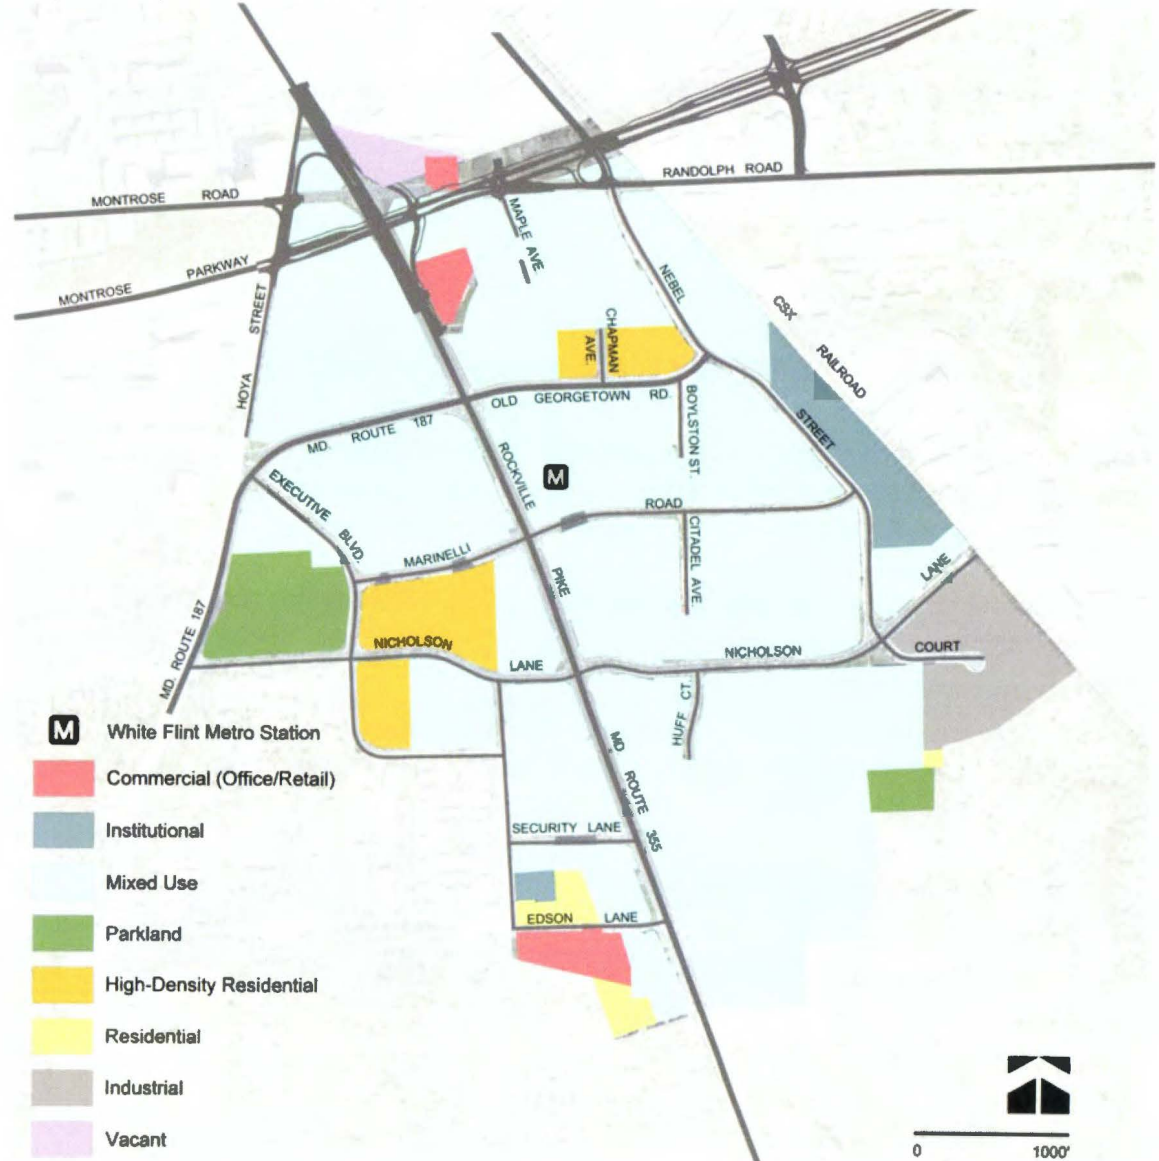 RANDOLPH ROAD
MONTROSE ROAD
MAPLE AVE
MONTROSE PARKWAY
NEBEL STREET
HOYA STREET
CSX RAILROAD
CHAPMAN AVE.
OLD GEORGETOWN RD.
MD. ROUTE 187
BOYLSTON ST.
ROCKVILLE PIKE
EXECUTIVE BLVD.
M
MARINELLI ROAD
CITADEL AVE.
MD. ROUTE 187
NICHOLSON LANE
NICHOLSON LANE
COURT
HUFF CT.
MD ROUTE 355
SECURITY LANE
EDSON LANE
M White Flint Metro Station
Commercial (Office/Retail)
Institutional
Mixed Use
Parkland
High-Density Residential
Residential
Industrial
Vacant
0 1000'